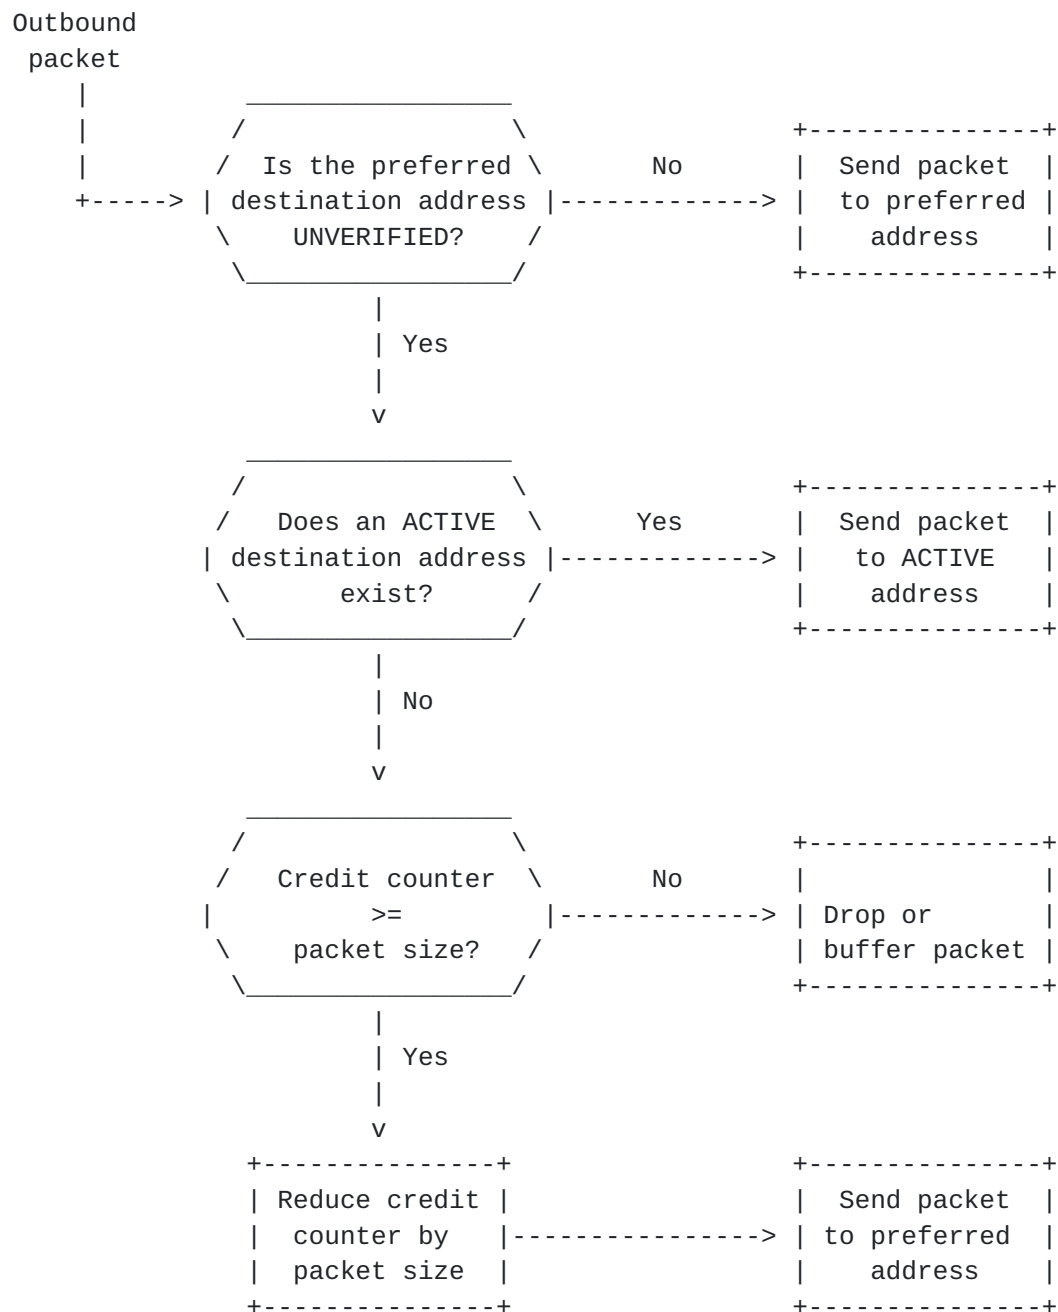 Outbound
packet
Is the preferred No Send packet
destination address to preferred
UNVERIFIED? address
Yes
Does an ACTIVE Yes Send packet
destination address to ACTIVE
exist? address
No
Credit counter No
>= Drop or
packet size? buffer packet
Yes
Reduce credit Send packet
counter by to preferred
packet size address